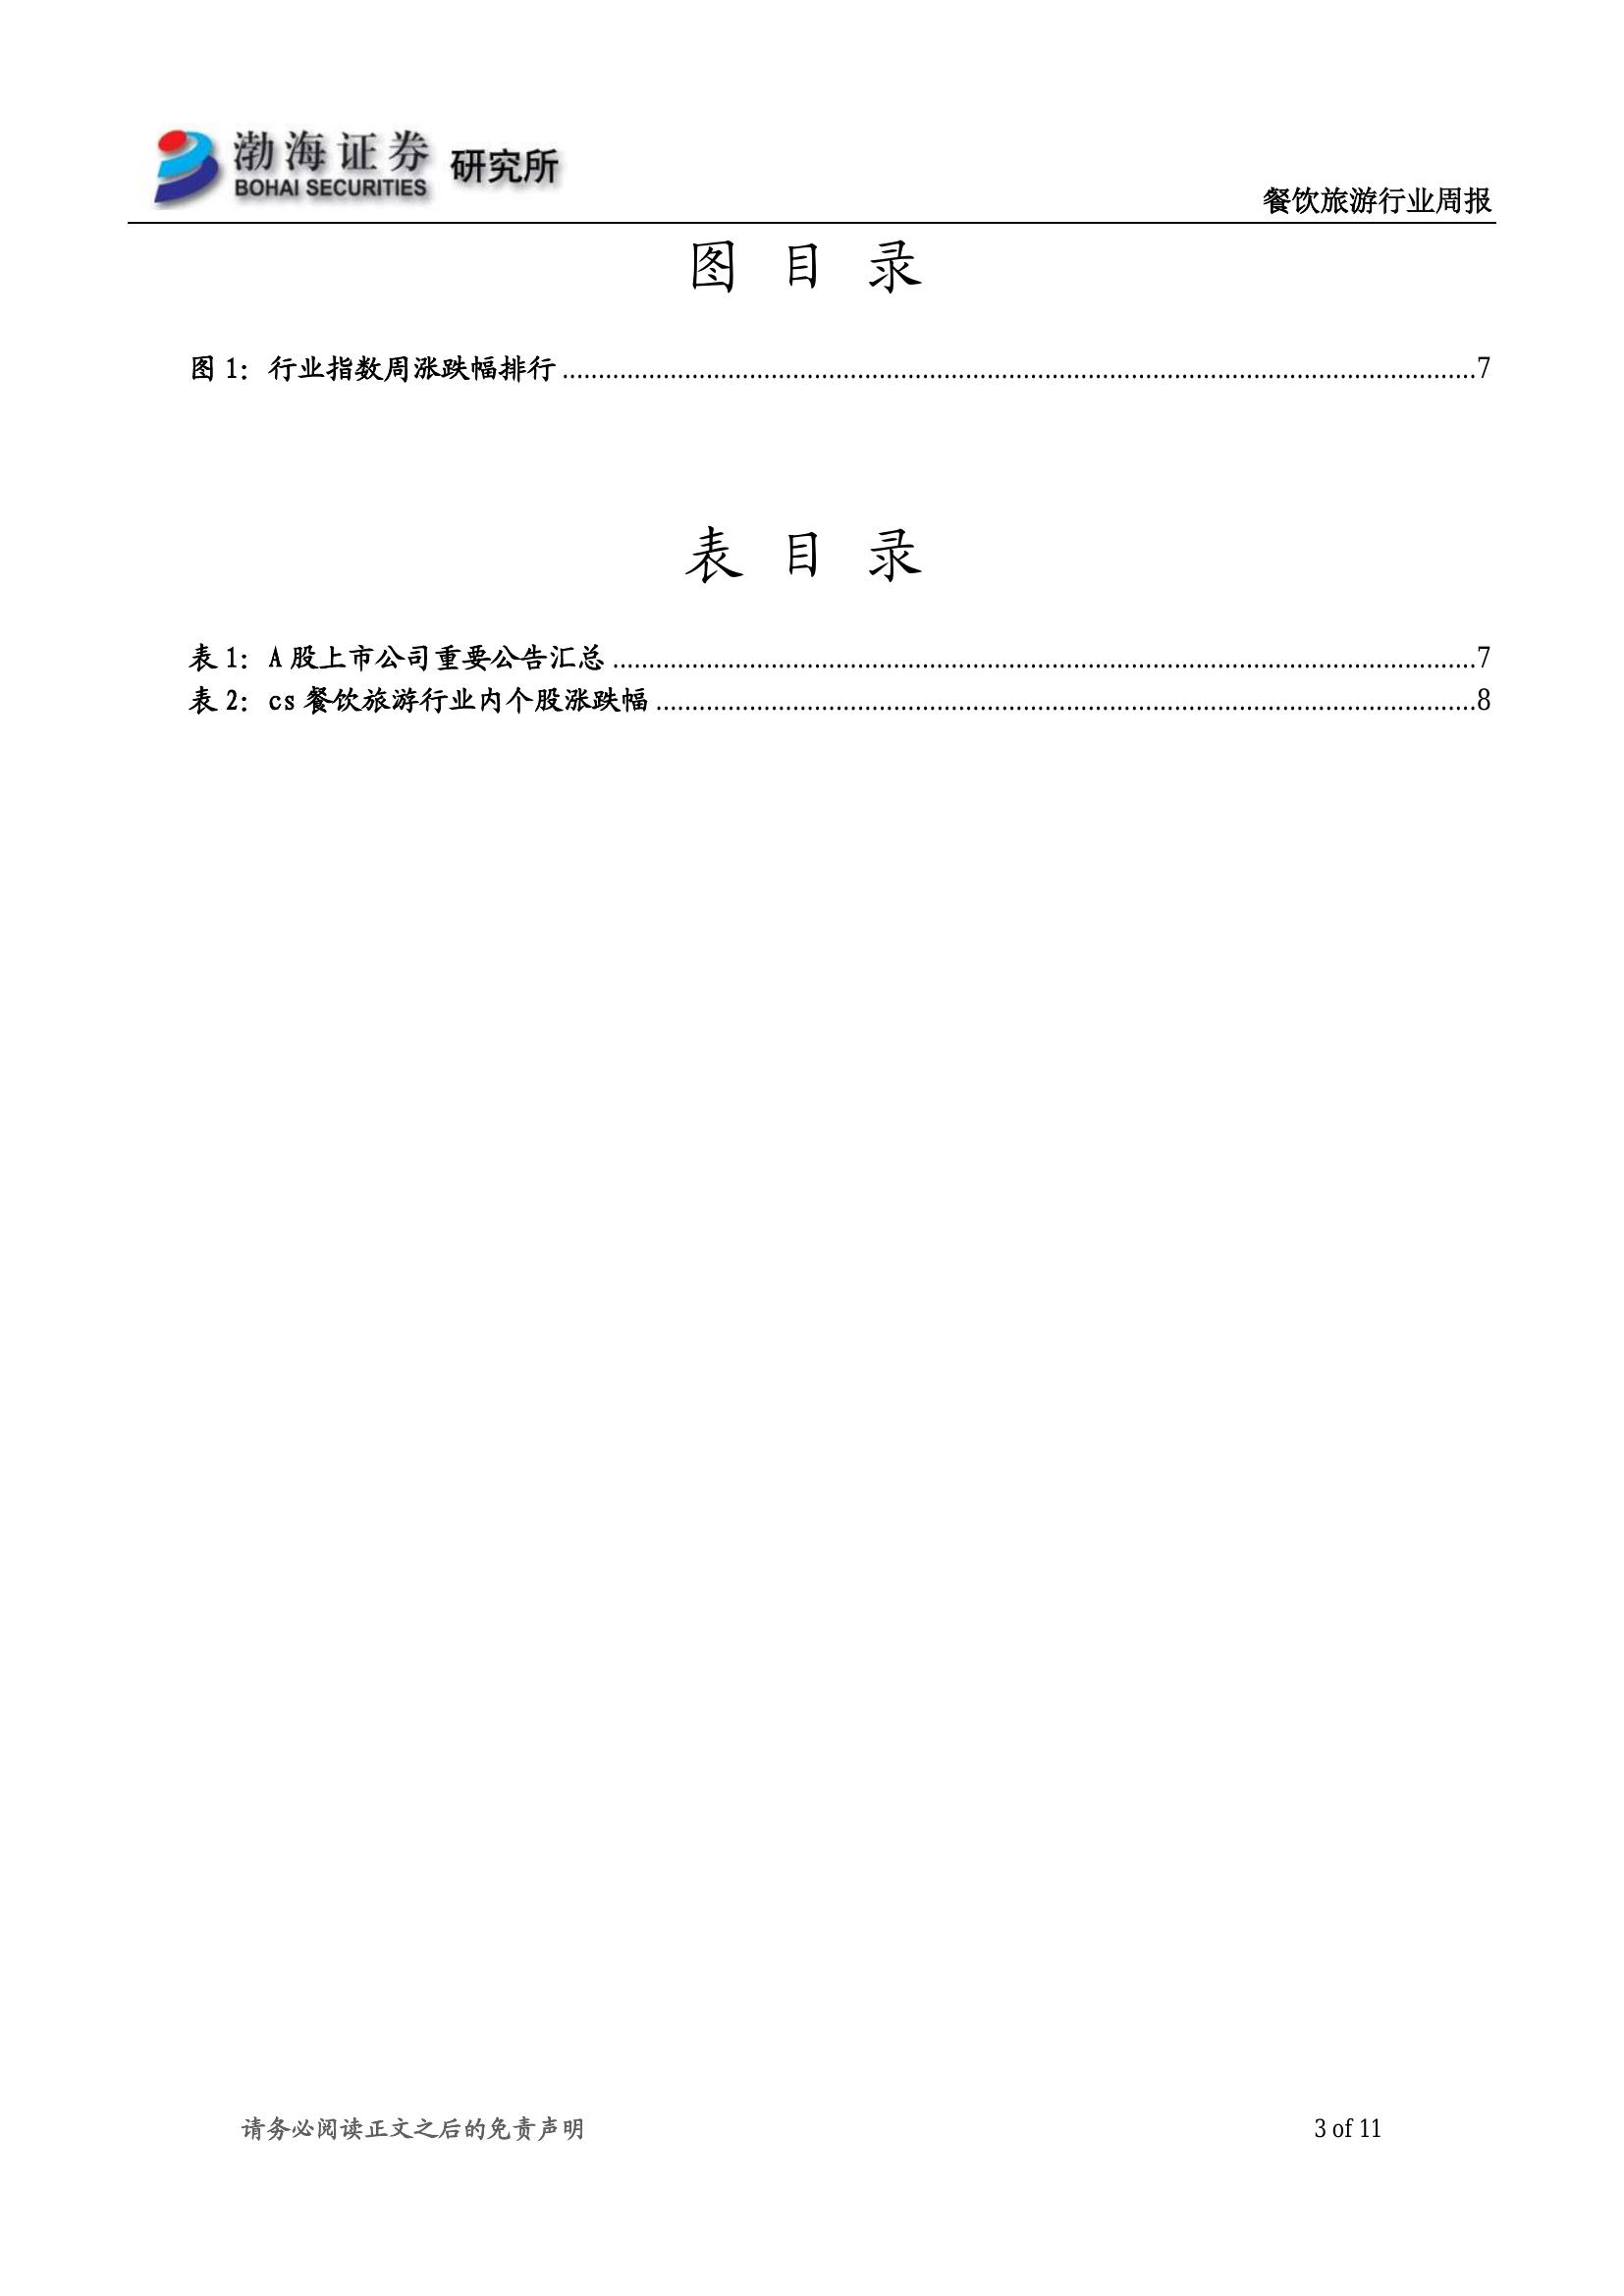 渤海证券 研究所
BOHAI SECURITIES
餐饮旅游行业周报
图 目 录
图 1：行业指数周涨跌幅排行........................................7
表 目 录
表 1：A 股上市公司重要公告汇总........................................7
表 2：cs 餐饮旅游行业内个股涨跌幅........................................8
请务必阅读正文之后的免责声明
3 of 11